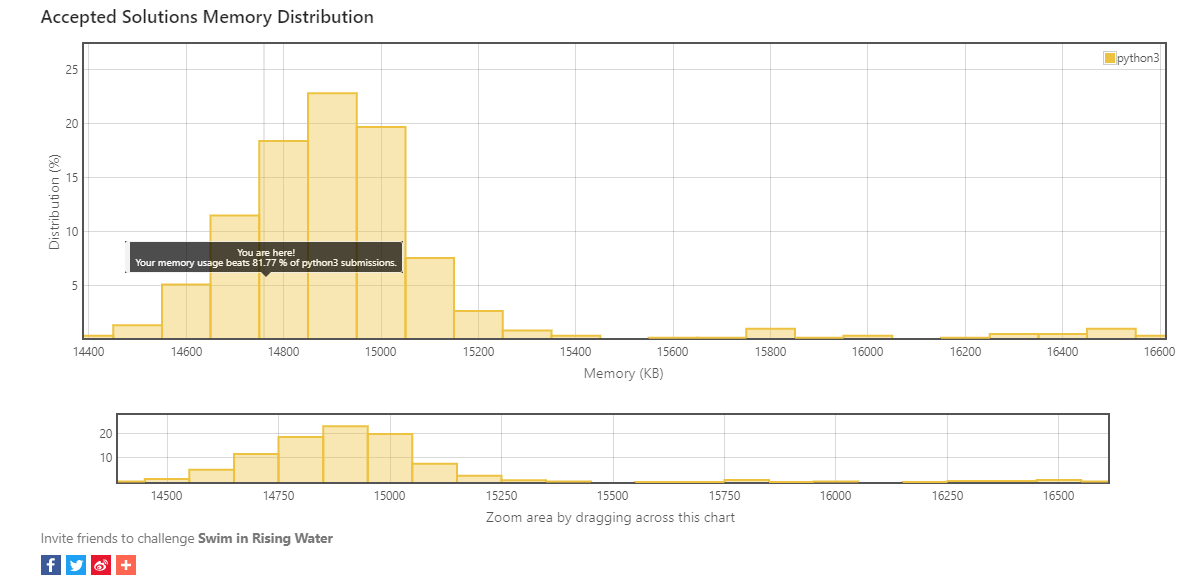 Accepted Solutions Memory Distribution
python3
25
20
15
10
5
Distribution (%)
You are here!
Your memory usage beats 81.77 % of python3 submissions.
14400 14600 14800 15000 15200 15400 15600 15800 16000 16200 16400 16600
Memory (KB)
20
10
14500 14750 15000 15250 15500 15750 16000 16250 16500
Zoom area by dragging across this chart
Invite friends to challenge Swim in Rising Water